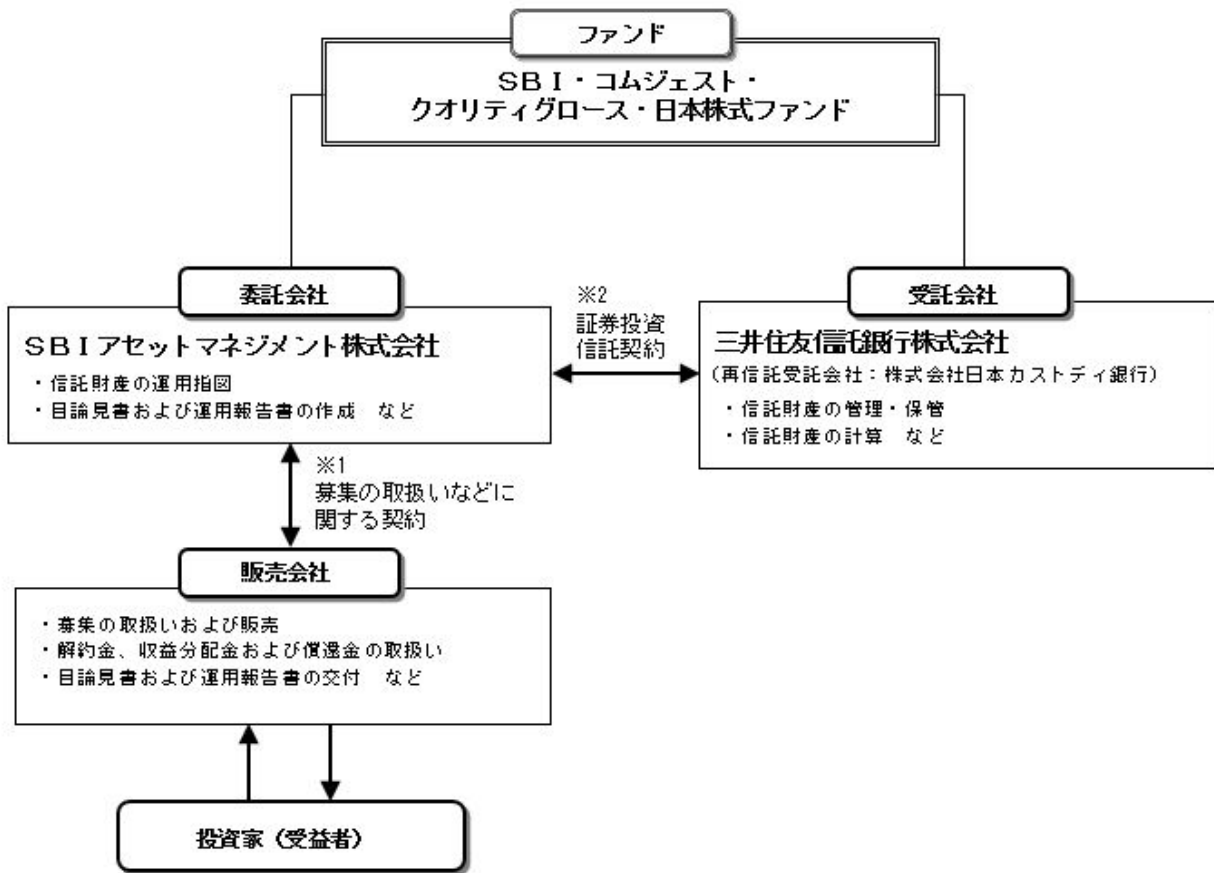 ファンド
SBI・コムジェスト・
クオリティグロース・日本株式ファンド
委託会社
SBIアセットマネジメント株式会社
・信託財産の運用指図
・目論見書および運用報告書の作成　など
※2
証券投資
信託契約
受託会社
三井住友信託銀行株式会社
(再信託受託会社:株式会社日本カストディ銀行)
・信託財産の管理・保管
・信託財産の計算　など
※1
募集の取扱いなどに
関する契約
販売会社
・募集の取扱いおよび販売
・解約金、収益分配金および償還金の取扱い
・目論見書および運用報告書の交付　など
投資家(受益者)